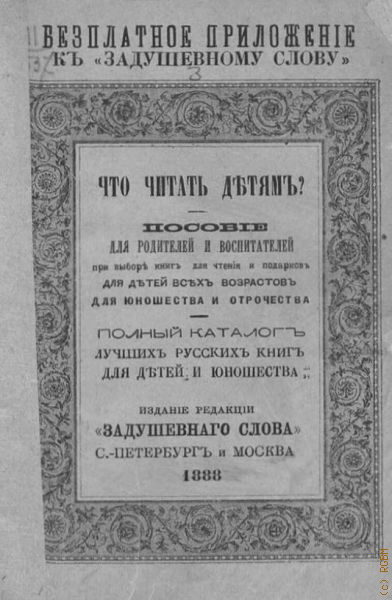 БЕЗПЛАТНОЕ ПРИЛОЖЕНІЕ
КЪ «ЗАДУШЕВНОМУ СЛОВУ»
3
ЧТО ЧИТАТЬ ДѢТЯМЪ?
ПОСОБІЕ
ДЛЯ РОДИТЕЛЕЙ И ВОСПИТАТЕЛЕЙ
при выборѣ книгъ для чтенія и подарковъ
ДЛЯ ДѢТЕЙ ВСѢХЪ ВОЗРАСТОВЪ
ДЛЯ ЮНОШЕСТВА И ОТРОЧЕСТВА
ПОЛНЫЙ КАТАЛОГЪ
ЛУЧШИХЪ РУССКИХЪ КНИГЪ
ДЛЯ ДѢТЕЙ И ЮНОШЕСТВА
ИЗДАНІЕ РЕДАКЦІИ
«ЗАДУШЕВНАГО СЛОВА»
С.-ПЕТЕРБУРГЪ и МОСКВА
1888
(c) RCBH